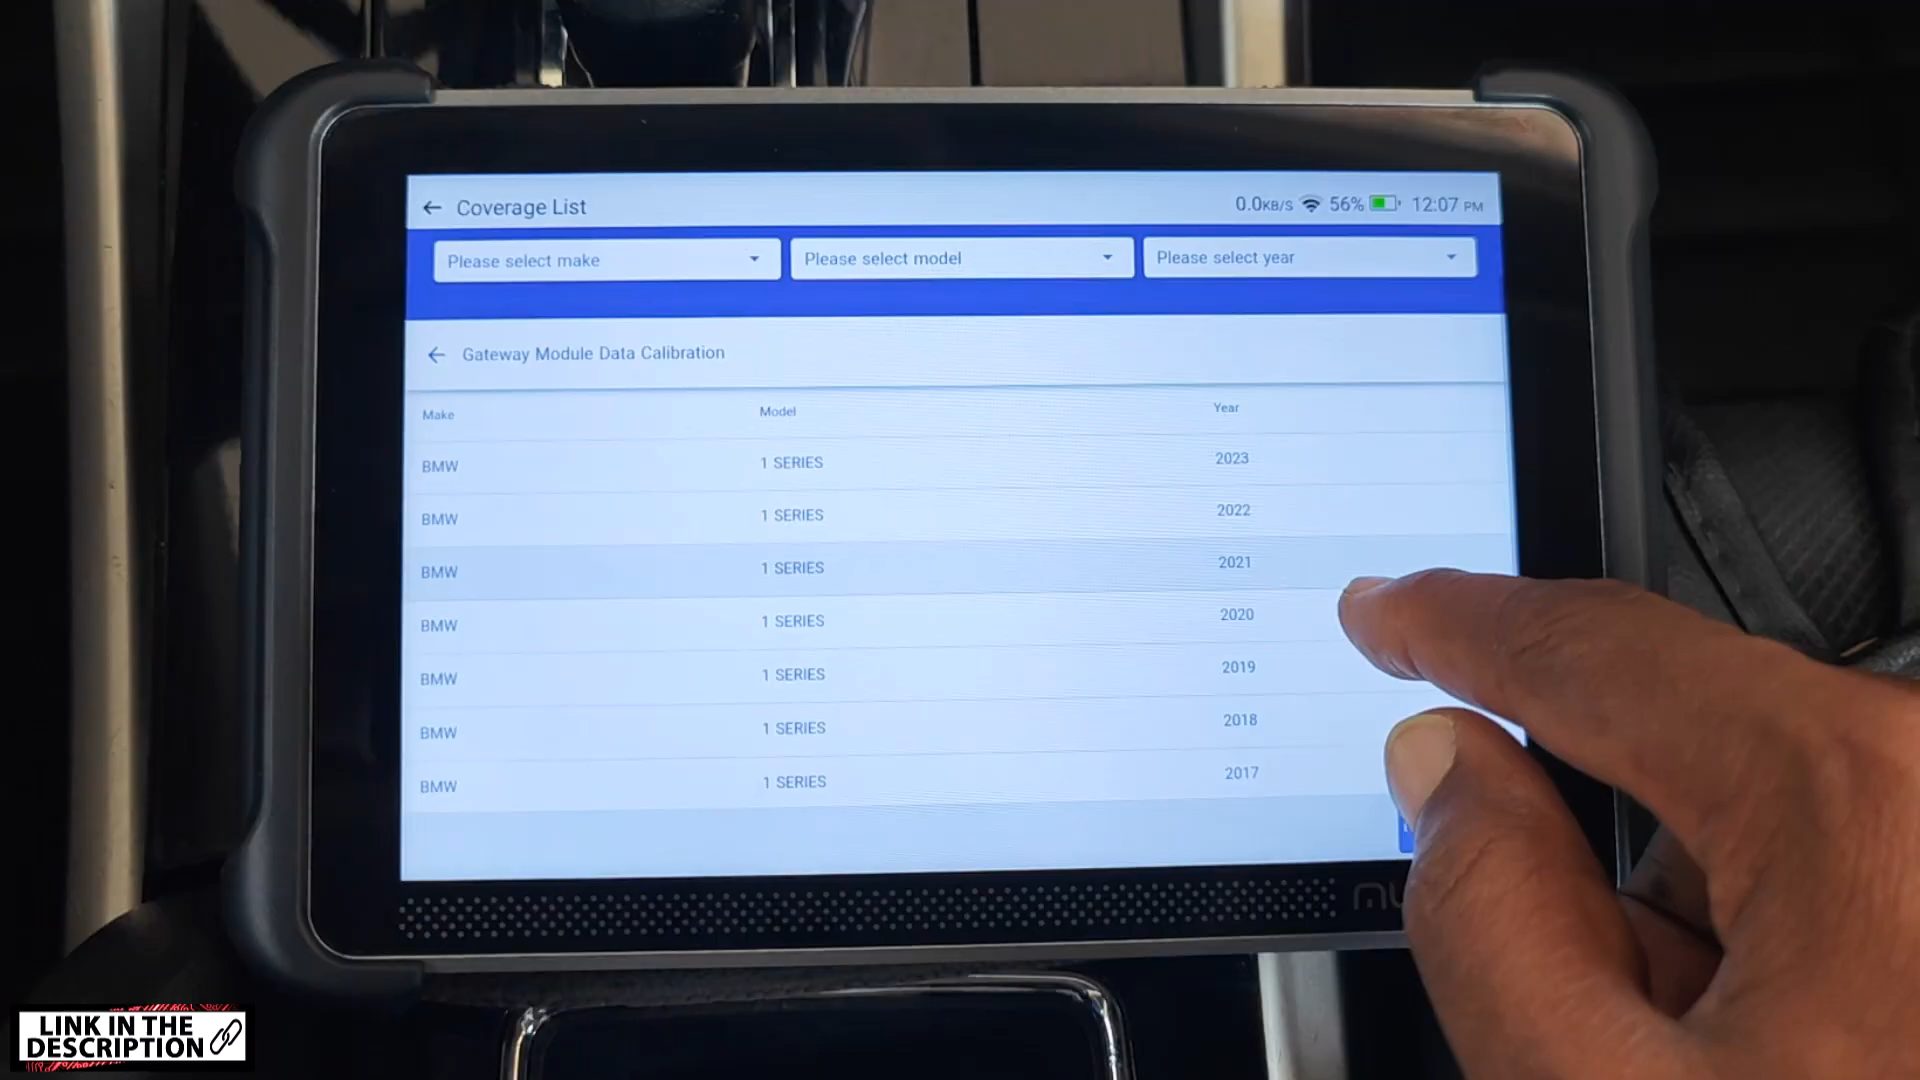 Coverage List
0.0KB/S 56% 12:07 PM
Please select make
Please select model
Please select year
Gateway Module Data Calibration
Make Model Year
BMW 1 SERIES 2023
BMW 1 SERIES 2022
BMW 1 SERIES 2021
BMW 1 SERIES 2020
BMW 1 SERIES 2019
BMW 1 SERIES 2018
BMW 1 SERIES 2017
LINK IN THE
DESCRIPTION